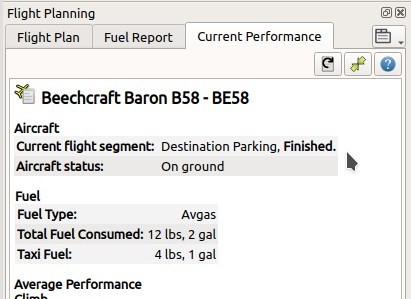 Flight Planning
Flight Plan Fuel Report Current Performance
Beechcraft Baron B58 - BE58
Aircraft
Current flight segment: Destination Parking, Finished.
Aircraft status: On ground
Fuel
Fuel Type: Avgas
Total Fuel Consumed: 12 lbs, 2 gal
Taxi Fuel: 4 lbs, 1 gal
Average Performance
Climb